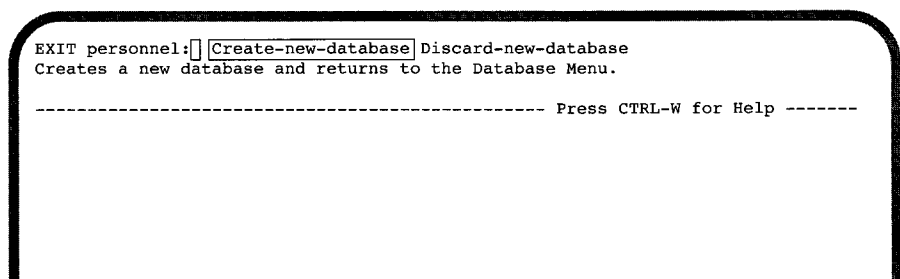 EXIT personnel: Create-new-database Discard-new-database
Creates a new database and returns to the Database Menu.
----------------------------------------------- Press CTRL-W for Help -------